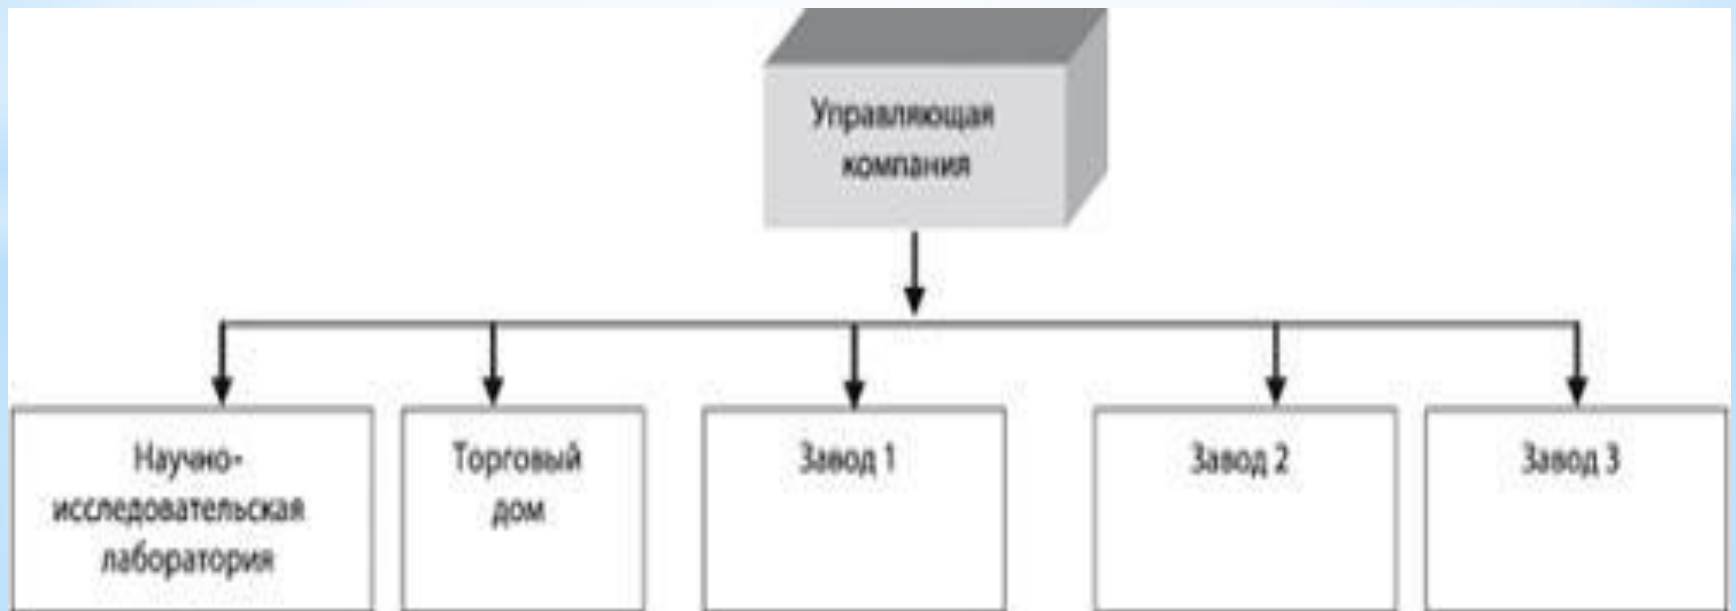 Управляющая
компания
Научно-
исследовательская
лаборатория
Торговый
дом
Завод 1
Завод 2
Завод 3